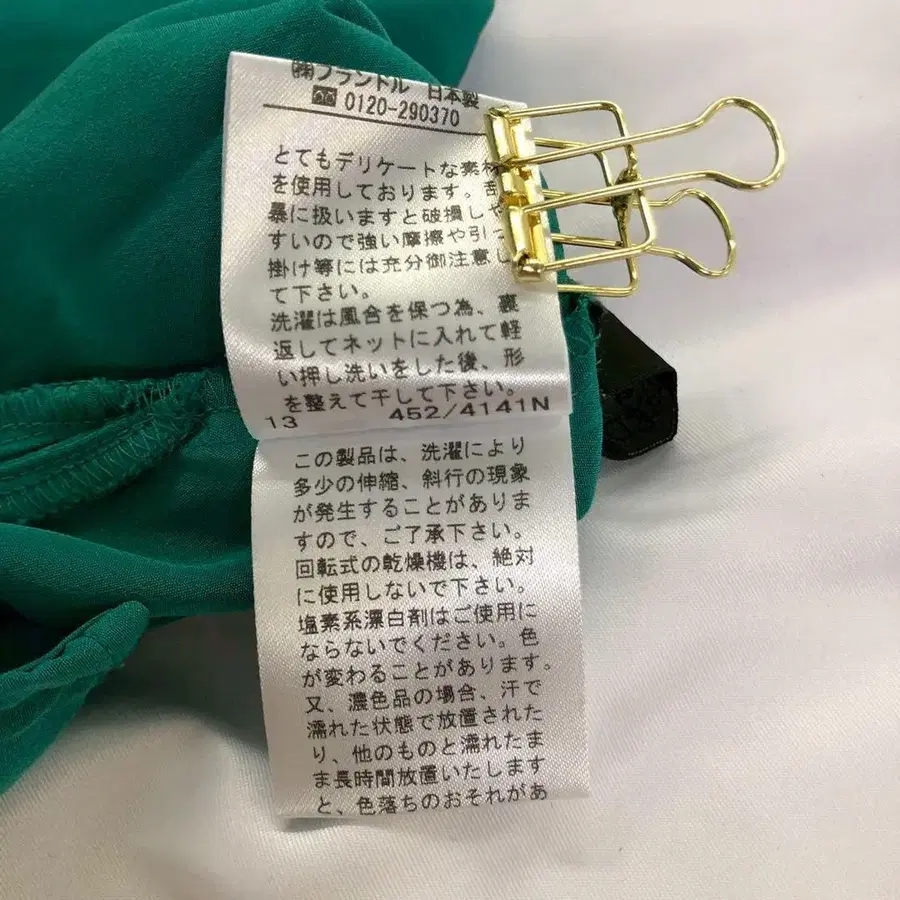 ㈱フランドル 日本製
0120-290370
とてもデリケートな素材
を使用しております。乱
暴に扱いますと破損しや
すいので強い摩擦や引っ
掛け等には充分御注意し
て下さい。
洗濯は風合を保つ為、裏
返してネットに入れて軽
い押し洗いをした後、形
を整えて干して下さい。
13 452/4141N
この製品は、洗濯により
多少の伸縮、斜行の現象
が発生することがありま
すので、ご了承下さい。
回転式の乾燥機は、絶対
に使用しないで下さい。
塩素系漂白剤はご使用に
ならないでください。色
が変わることがあります。
又、濃色品の場合、汗で
濡れた状態で放置された
り、他のものと濡れたま
ま長時間放置いたします
と、色落ちのおそれがあ